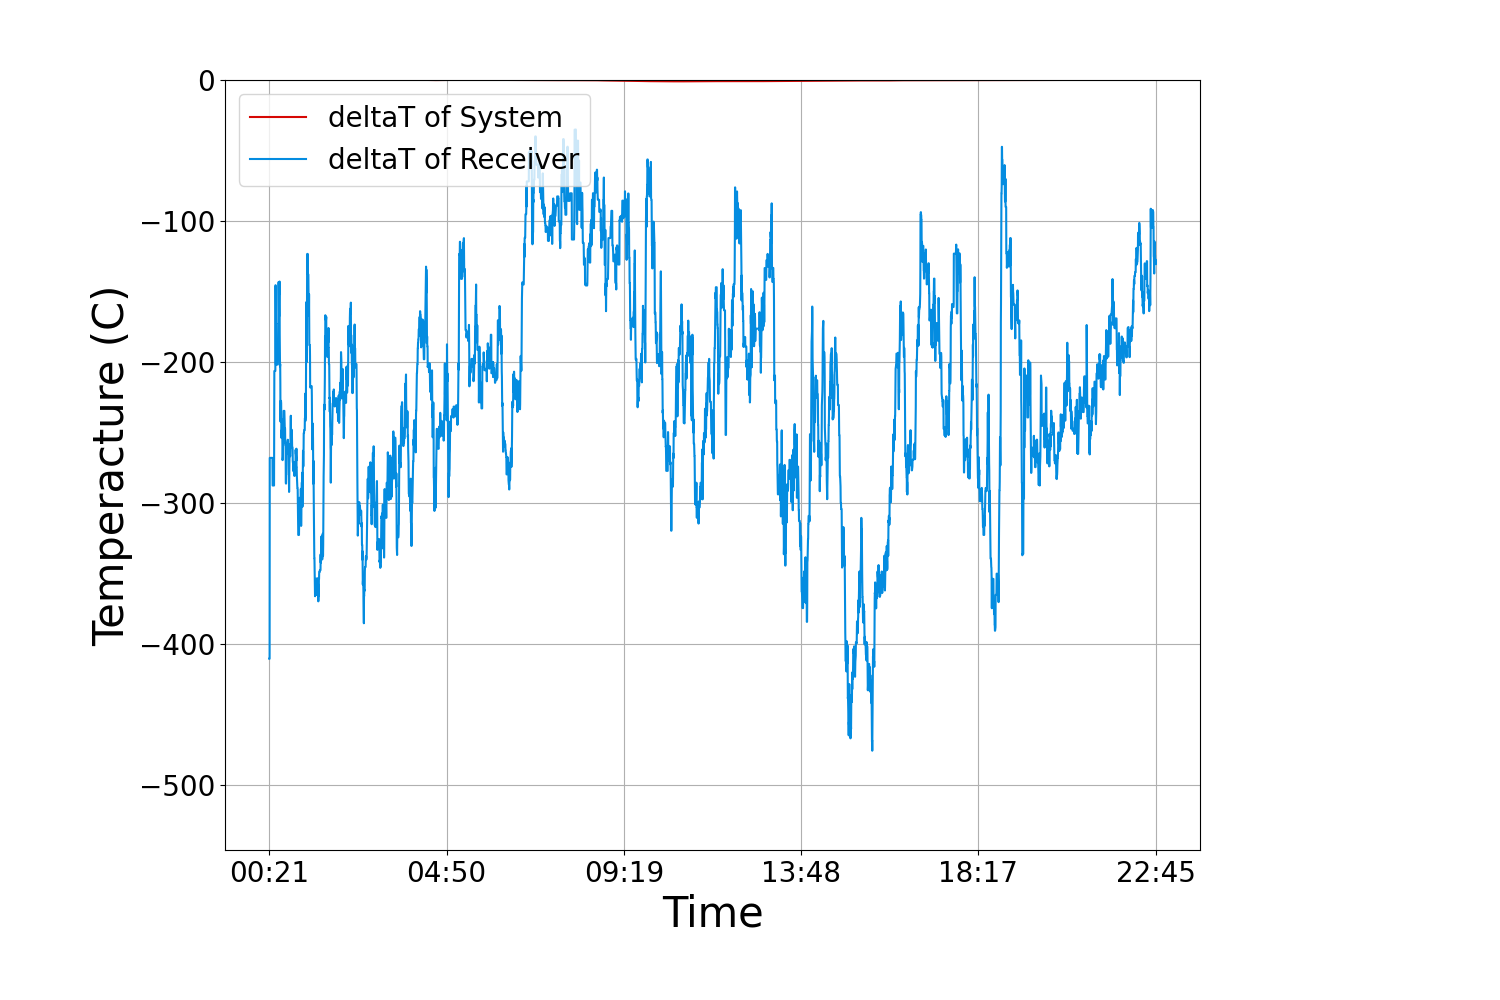 0
−100
−200
−300
−400
−500
Temperacture (C)
deltaT of System
deltaT of Receiver
00:21 04:50 09:19 13:48 18:17 22:45
Time